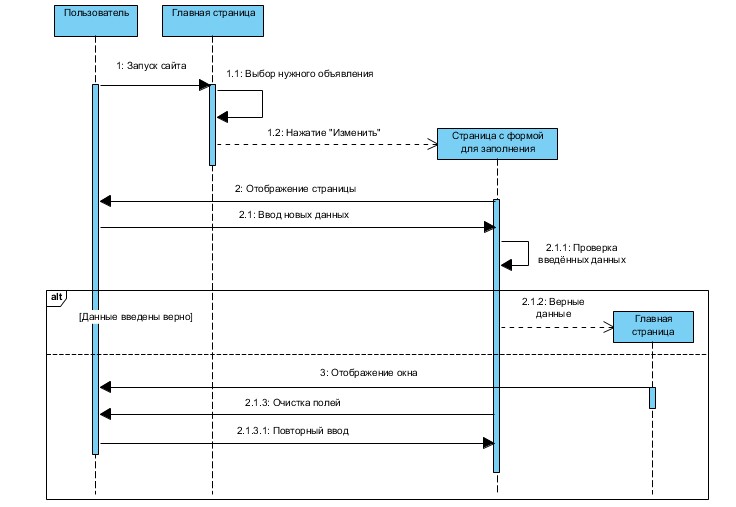 Пользователь
Главная страница
1: Запуск сайта
1.1: Выбор нужного объявления
1.2: Нажатие "Изменить"
Страница с формой
для заполнения
2: Отображение страницы
2.1: Ввод новых данных
2.1.1: Проверка
введённых данных
alt
[Данные введены верно]
2.1.2: Верные
данные
Главная
страница
3: Отображение окна
2.1.3: Очистка полей
2.1.3.1: Повторный ввод